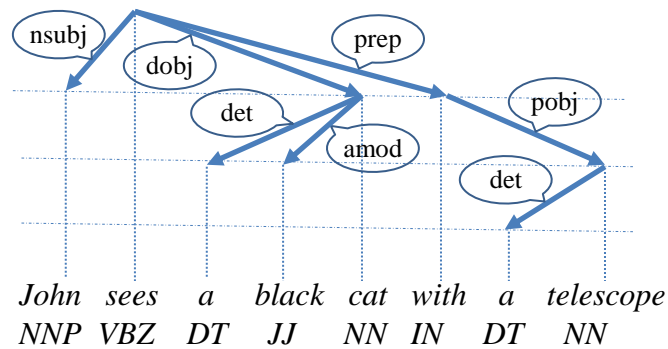 nsubj
dobj
prep
det
pobj
amod
det
John sees a black cat with a telescope
NNP VBZ DT JJ NN IN DT NN